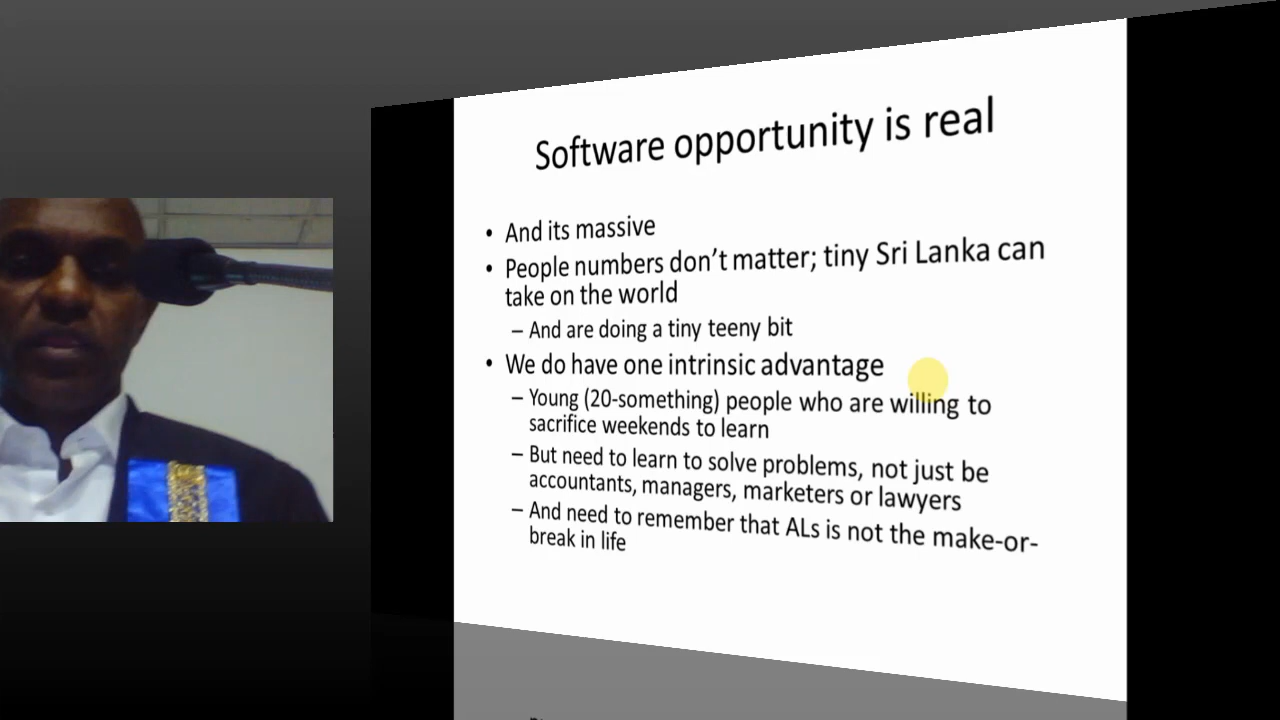 Software opportunity is real
• And its massive
• People numbers don't matter; tiny Sri Lanka can
take on the world
– And are doing a tiny teeny bit
• We do have one intrinsic advantage
– Young (20-something) people who are willing to
sacrifice weekends to learn
– But need to learn to solve problems, not just be
accountants, managers, marketers or lawyers
– And need to remember that ALs is not the make-or-
break in life